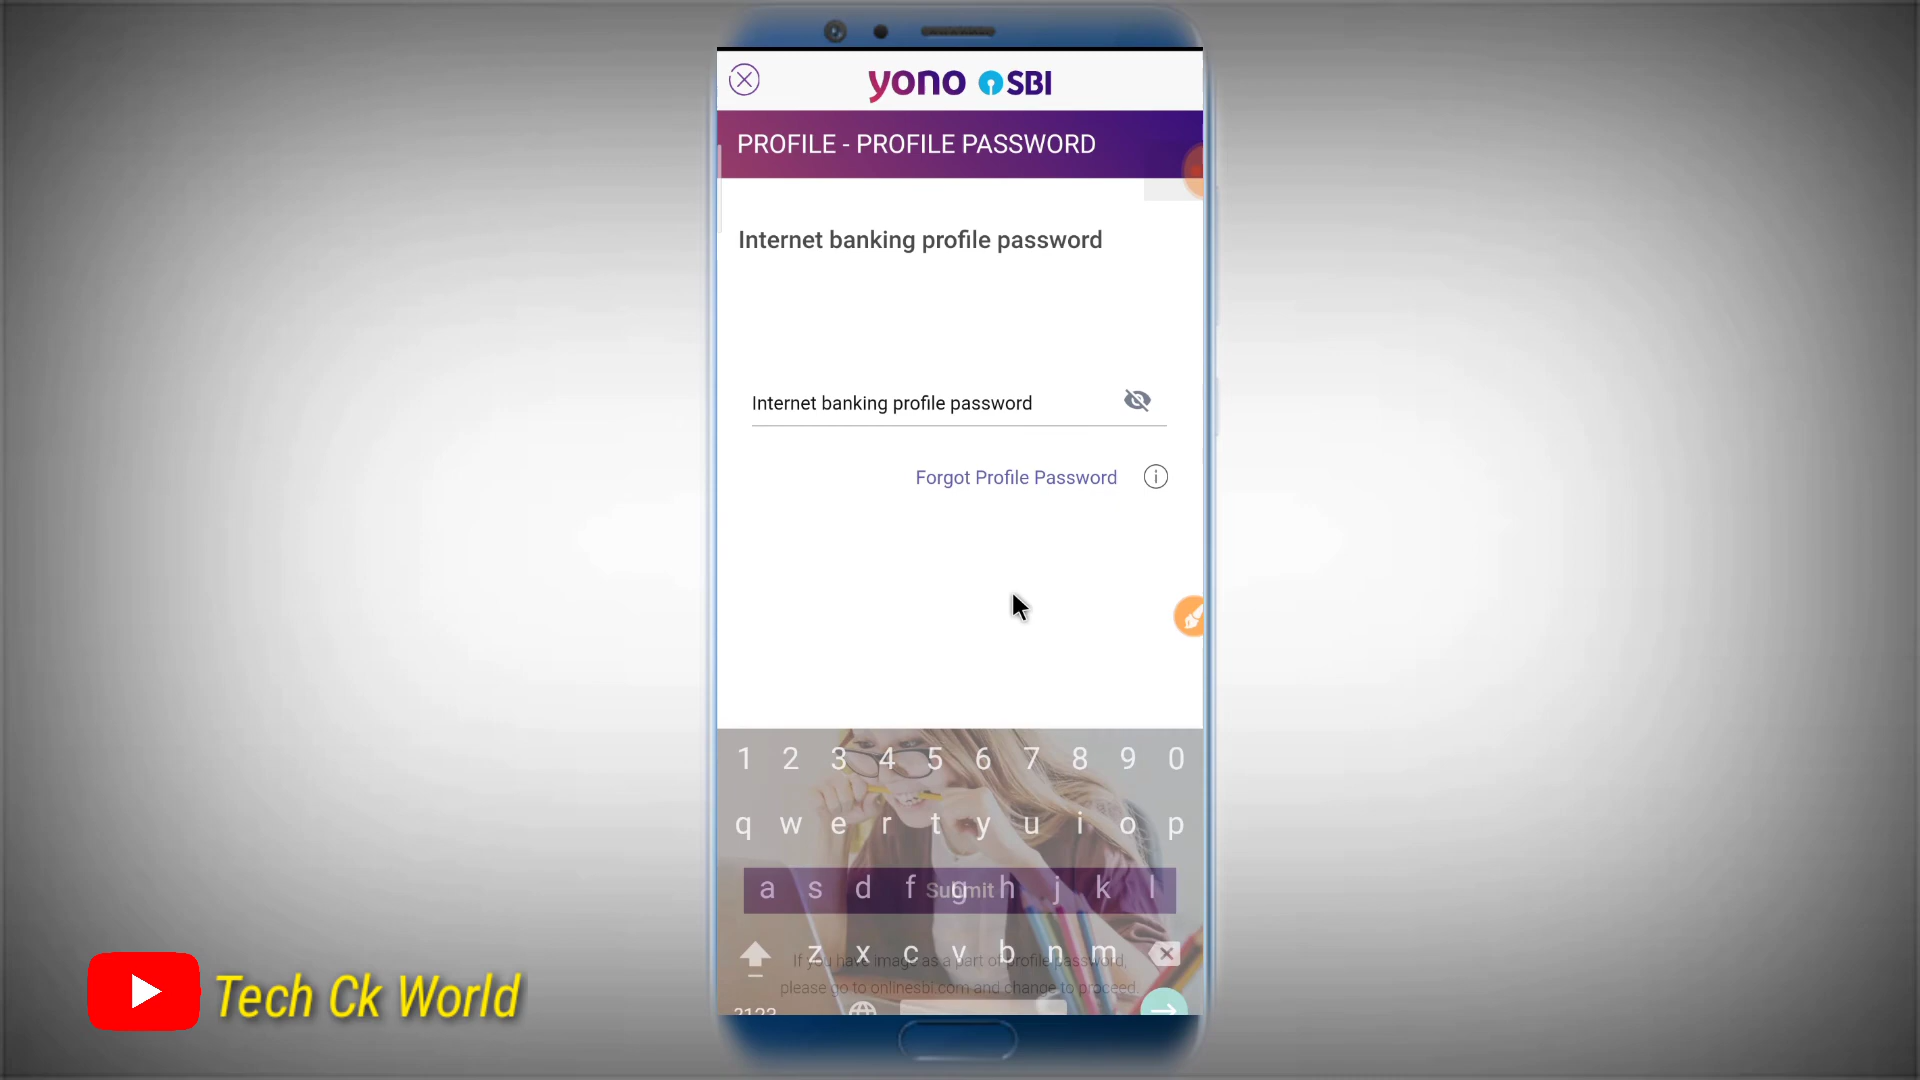 yono SBI
PROFILE - PROFILE PASSWORD
Internet banking profile password
Internet banking profile password
Forgot Profile Password
1 2 3 4 5 6 7 8 9 0
q w e r t y u i o p
a s d f g h j k l
Submit
z x c v b n m
If you have image as a part of profile password,
please go to onlinesbi.com and change to proceed.
?123
Tech Ck World